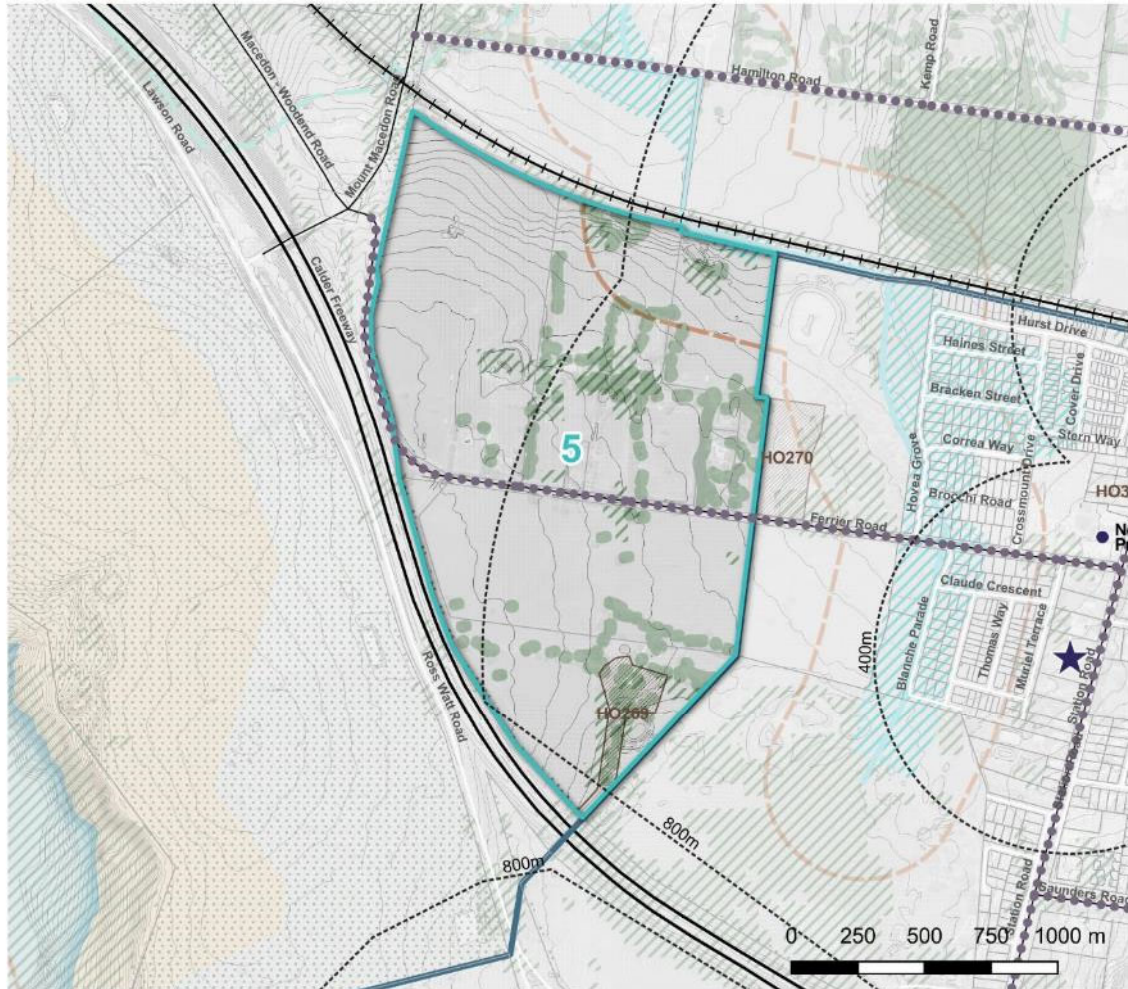 Macedon - Woodend Road
Mount Macedon Road
Lawson Road
Hamilton Road
Kemp Road
Calder Freeway
Hurst Drive
Haines Street
Cover Drive
Bracken Street
Stern Way
Correa Way
Hovea Grove
Crossmount Drive
5
HO270
Ferrier Road
Claude Crescent
Thomas Way
Muriel Terrace
Blanche Parade
400m
Station Road
Ross Watt Road
HO269
800m
800m
Station Road
Saunders Road
0 250 500 750 1000 m